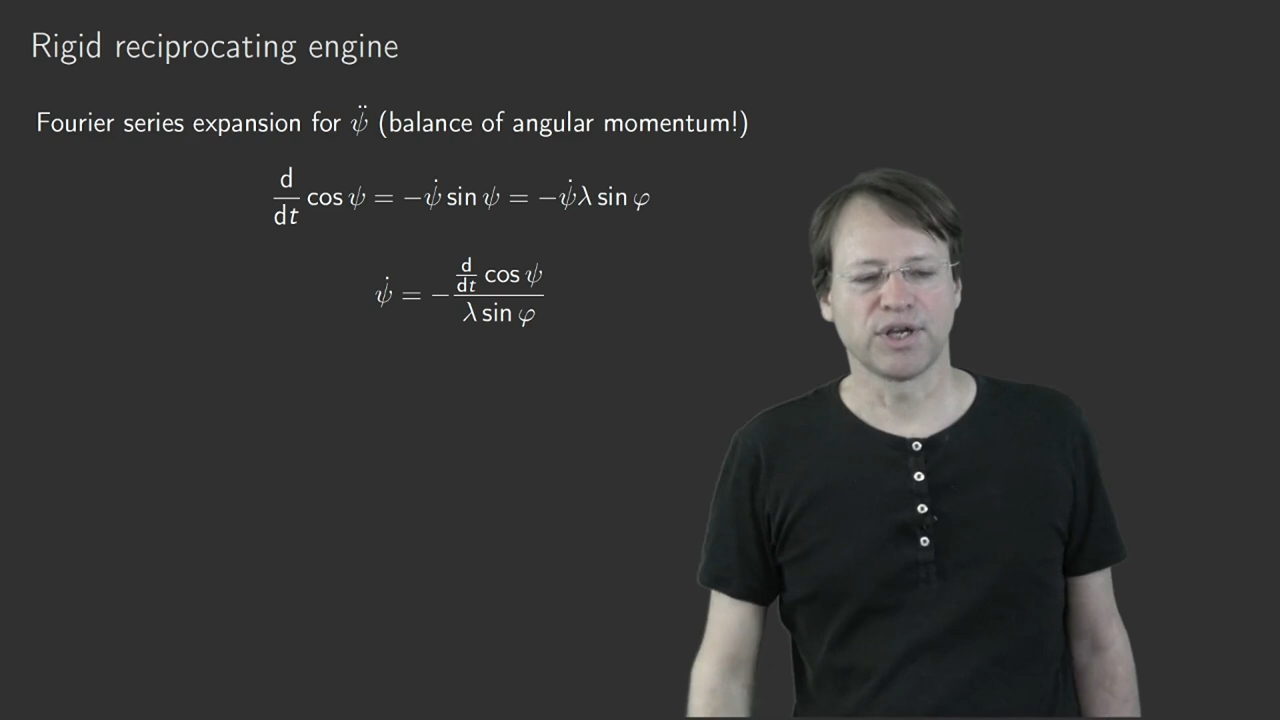 Rigid reciprocating engine
Fourier series expansion for ψ̈ (balance of angular momentum!)
d/dt cos ψ = −ψ̇ sin ψ = −ψ̇λ sin φ
ψ̇ = − (d/dt cos ψ)/(λ sin φ)